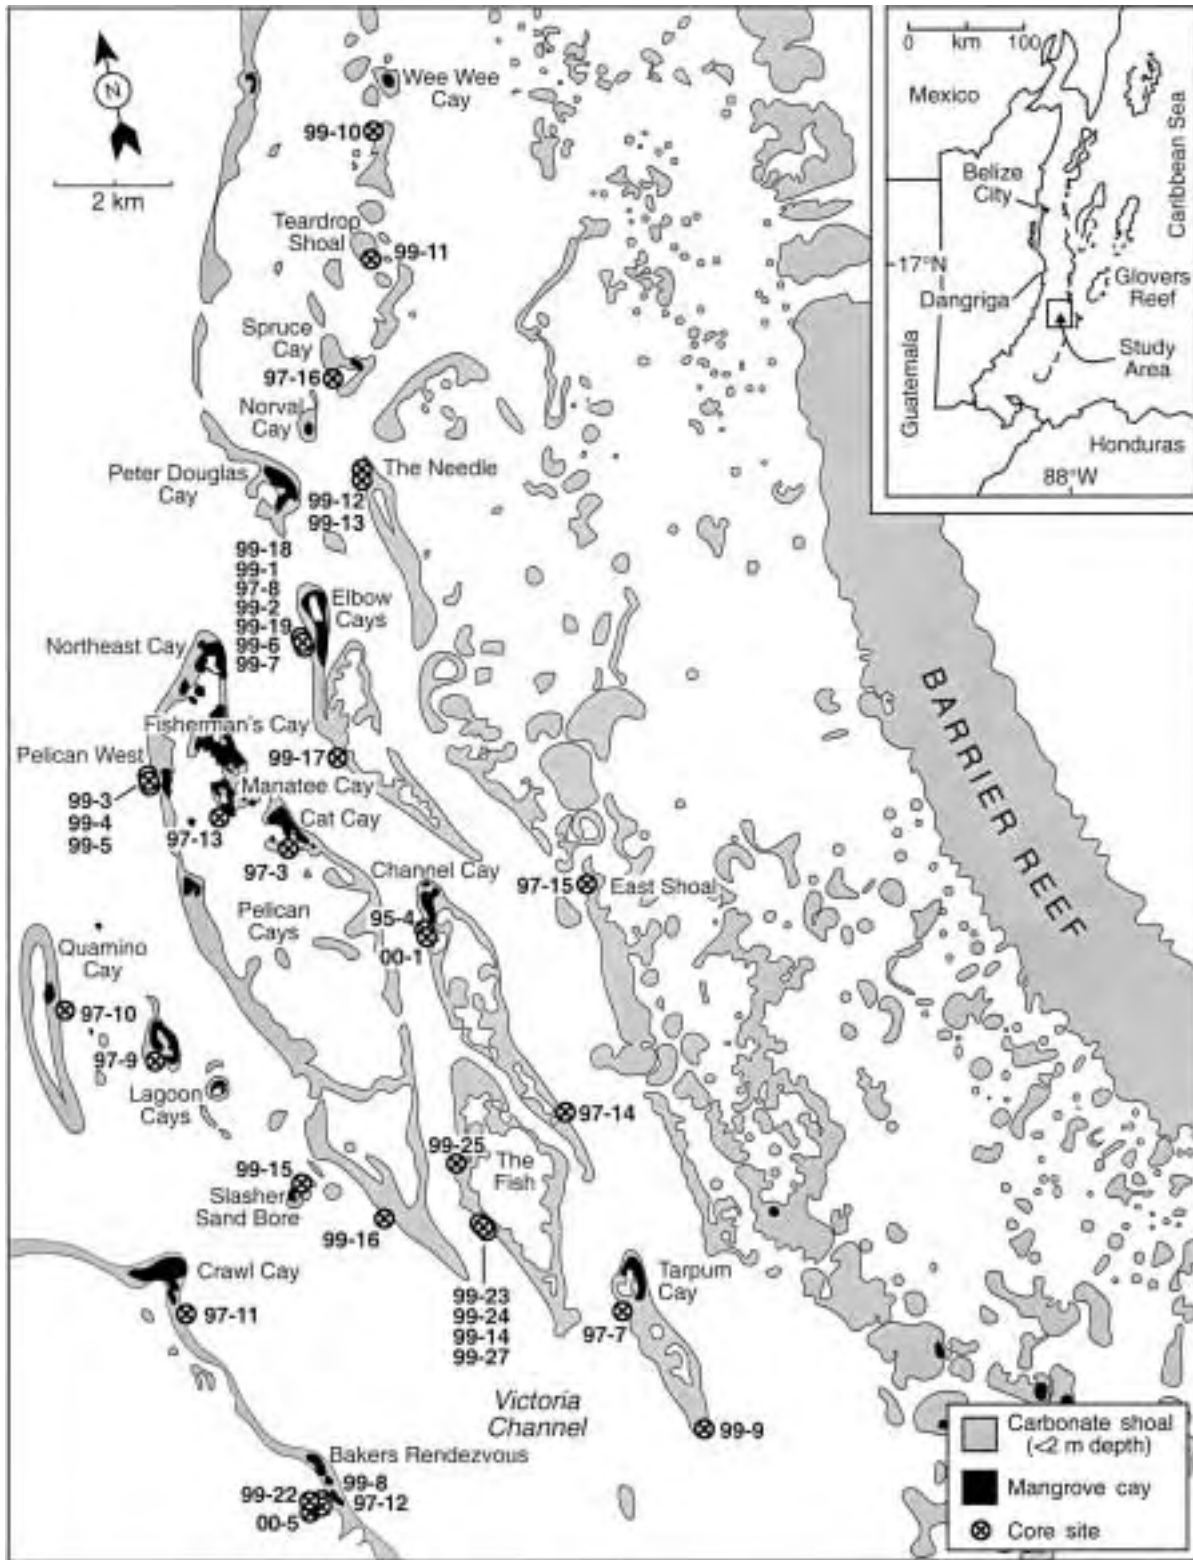 N
2 km
Wee Wee
Cay
99-10
Teardrop
Shoal
99-11
Spruce
Cay
97-16
Norval
Cay
Peter Douglas
Cay
The Needle
99-12
99-13
99-18
99-1
97-8
99-2
99-19
99-6
99-7
Elbow
Cays
Northeast Cay
Fisherman's Cay
Pelican West
99-17
99-3
99-4
99-5
Manatee Cay
97-13
Cat Cay
97-3
Channel Cay
97-15
East Shoal
Pelican
Cays
95-4
00-1
Quamino
Cay
97-10
97-9
Lagoon
Cays
97-14
99-25
The
Fish
99-15
Slasher
Sand Bore
99-16
Crawl Cay
97-11
99-23
99-24
99-14
99-27
Tarpum
Cay
97-7
Victoria
Channel
99-9
Bakers Rendezvous
99-8
99-22
97-12
00-5
BARRIER REEF
0 km 100
Mexico
Belize
City
Caribbean Sea
17°N
Dangriga
Glovers
Reef
Study
Area
Guatemala
Honduras
88°W
Carbonate shoal
(<2 m depth)
Mangrove cay
Core site